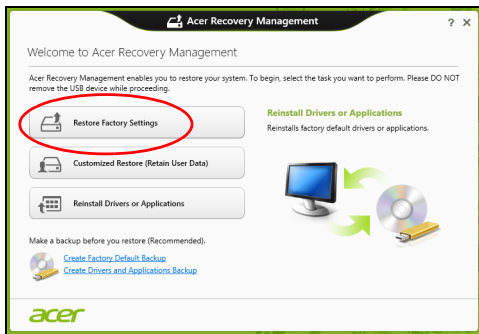 Acer Recovery Management
? X
Welcome to Acer Recovery Management
Acer Recovery Management enables you to restore your system. To begin, select the task you want to perform. Please DO NOT
remove the USB device while proceeding.
Restore Factory Settings
Customized Restore (Retain User Data)
Reinstall Drivers or Applications
Reinstall Drivers or Applications
Reinstalls factory default drivers or applications.
Make a backup before you restore (Recommended).
Create Factory Default Backup
Create Drivers and Applications Backup
acer